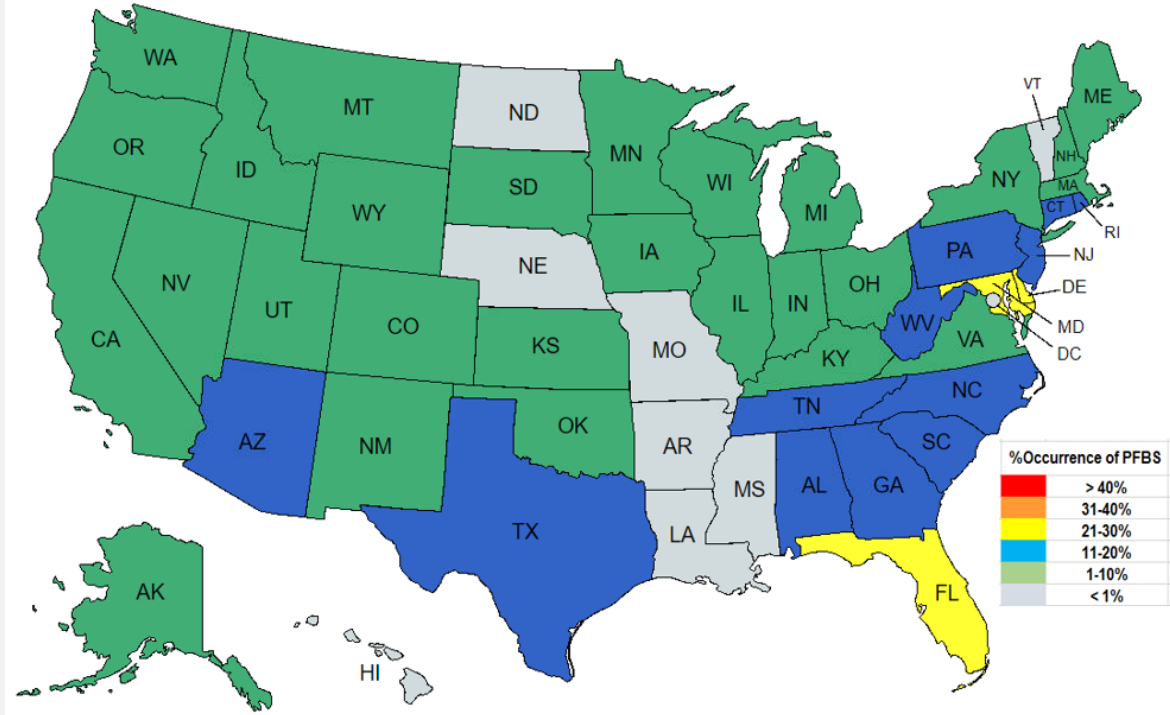 WA
OR
CA
ID
NV
MT
WY
UT
AZ
CO
NM
ND
SD
NE
KS
OK
TX
MN
IA
MO
AR
LA
WI
IL
MS
MI
IN
KY
TN
AL
OH
WV
GA
FL
SC
NC
VA
PA
NY
VT
NH
ME
MA
CT
RI
NJ
DE
MD
DC
AK
HI
%Occurrence of PFBS
> 40%
31-40%
21-30%
11-20%
1-10%
< 1%